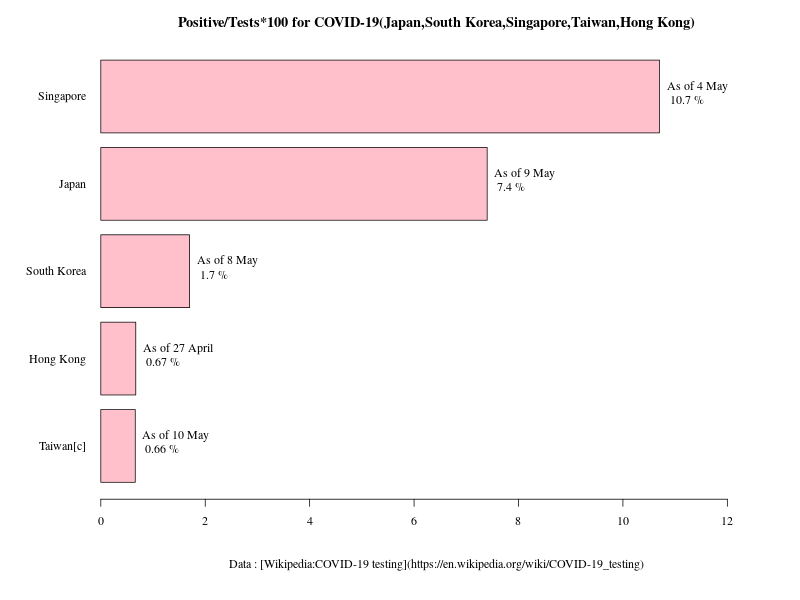 Positive/Tests*100 for COVID-19(Japan,South Korea,Singapore,Taiwan,Hong Kong)
Singapore
As of 4 May
10.7 %
Japan
As of 9 May
7.4 %
South Korea
As of 8 May
1.7 %
Hong Kong
As of 27 April
0.67 %
Taiwan[c]
As of 10 May
0.66 %
0 2 4 6 8 10 12
Data : [Wikipedia:COVID-19 testing](https://en.wikipedia.org/wiki/COVID-19_testing)